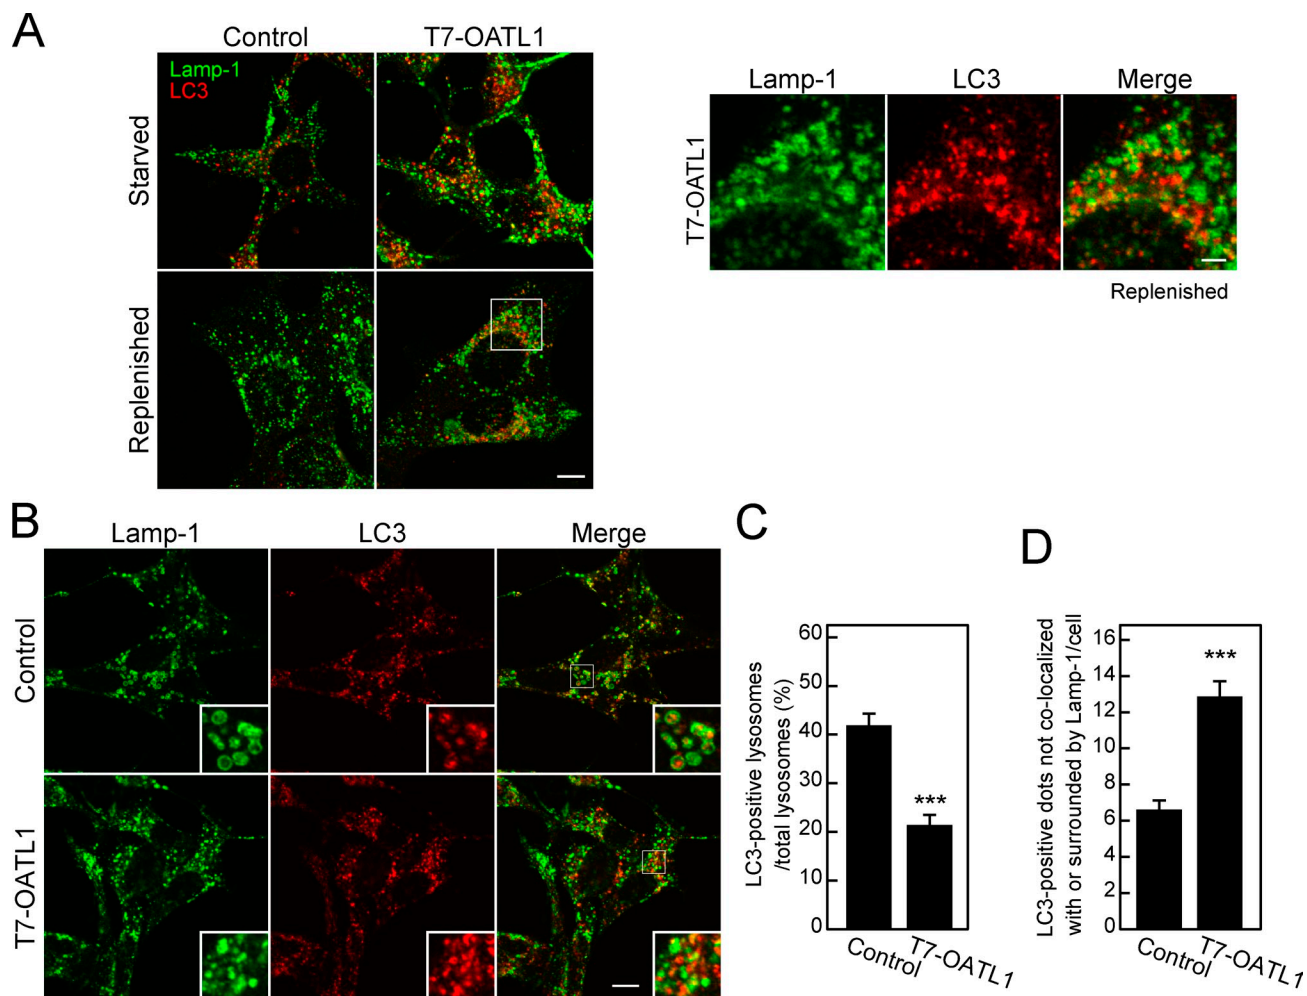 A
Control
T7-OATL1
Lamp-1
LC3
Starved
Replenished
Lamp-1
LC3
Merge
T7-OATL1
Replenished
B
Lamp-1
LC3
Merge
Control
T7-OATL1
C
LC3-positive lysosomes
/total lysosomes (%)
60
50
40
30
20
10
0
***
Control
T7-OATL1
D
LC3-positive dots not co-localized
with or surrounded by Lamp-1/cell
16
14
12
10
8
6
4
2
0
***
Control
T7-OATL1